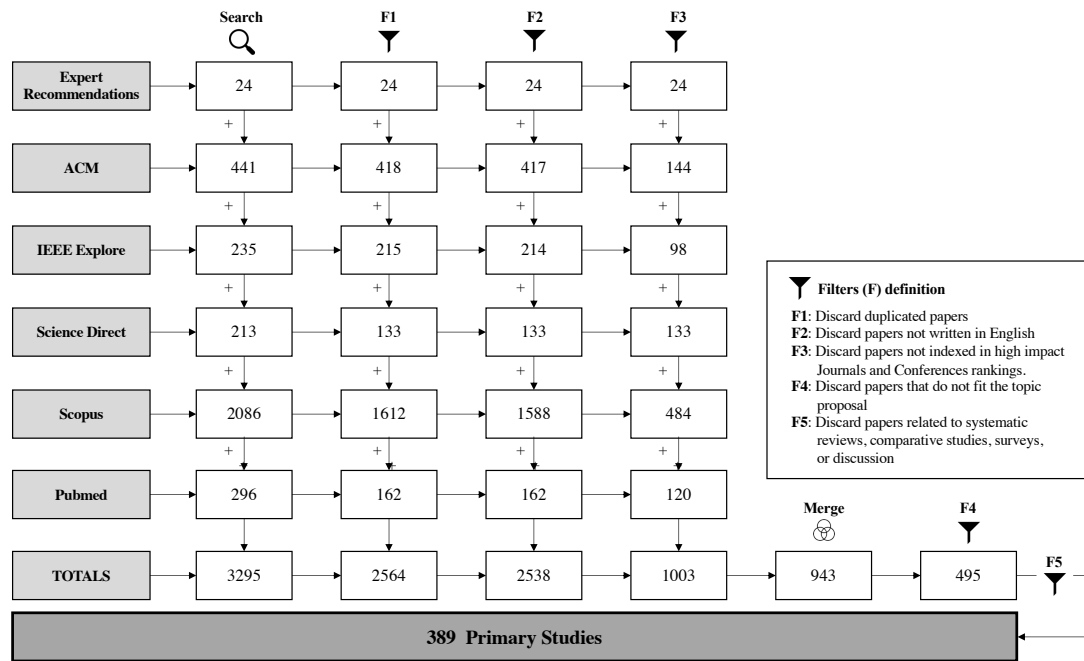 Search F1 F2 F3
Expert
Recommendations
24 24 24 24
+ + + +
ACM 441 418 417 144
+ + + +
IEEE Explore 235 215 214 98
+ + + +
Science Direct 213 133 133 133
+ + + +
Scopus 2086 1612 1588 484
+ + + +
Pubmed 296 162 162 120
Merge F4
TOTALS 3295 2564 2538 1003 943 495
F5
389 Primary Studies
Filters (F) definition
F1: Discard duplicated papers
F2: Discard papers not written in English
F3: Discard papers not indexed in high impact
Journals and Conferences rankings.
F4: Discard papers that do not fit the topic
proposal
F5: Discard papers related to systematic
reviews, comparative studies, surveys,
or discussion